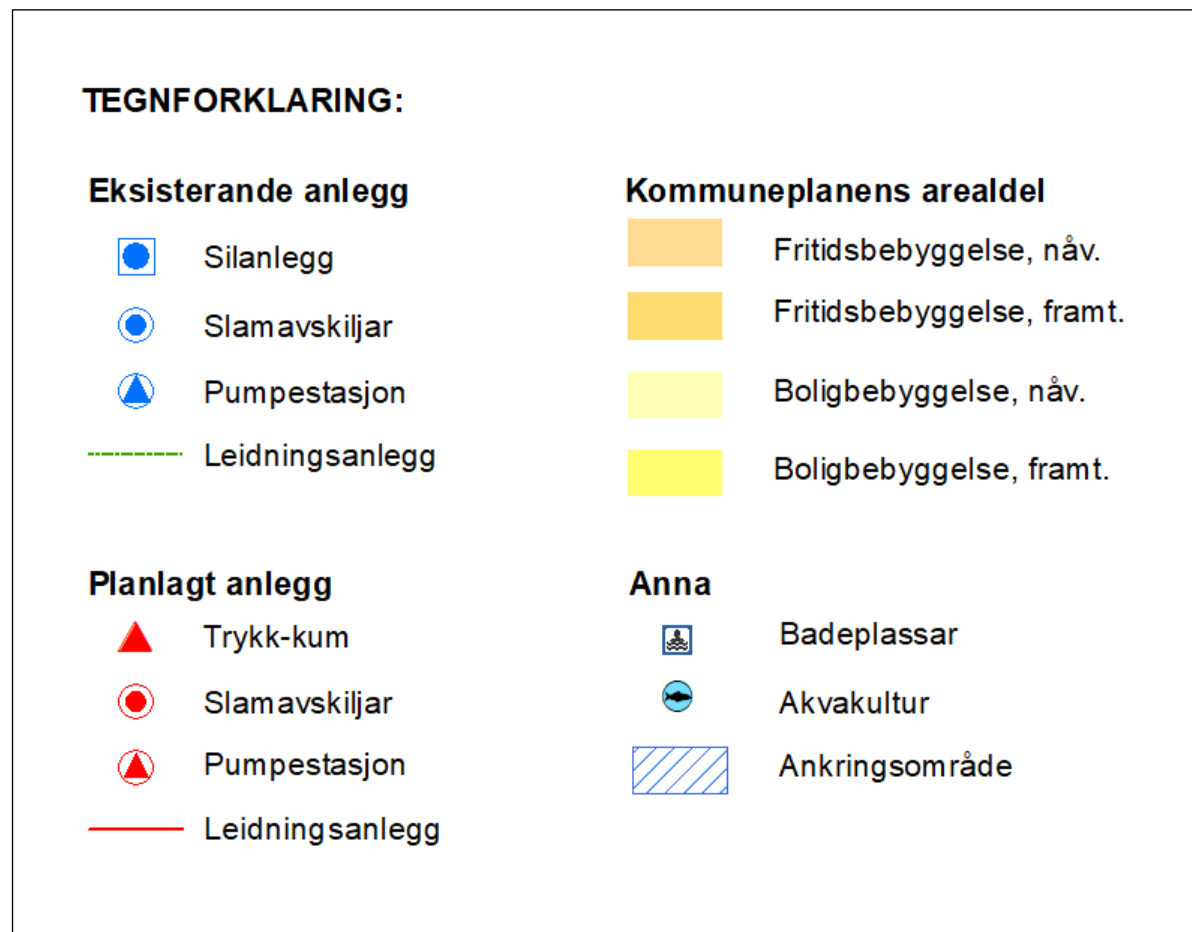 TEGNFORKLARING:
Eksisterande anlegg
Silanlegg
Slamavskiljar
Pumpestasjon
Leidningsanlegg
Kommuneplanens arealdel
Fritidsbebyggelse, nåv.
Fritidsbebyggelse, framt.
Boligbebyggelse, nåv.
Boligbebyggelse, framt.
Planlagt anlegg
Trykk-kum
Slamavskiljar
Pumpestasjon
Leidningsanlegg
Anna
Badeplassar
Akvakultur
Ankringsområde